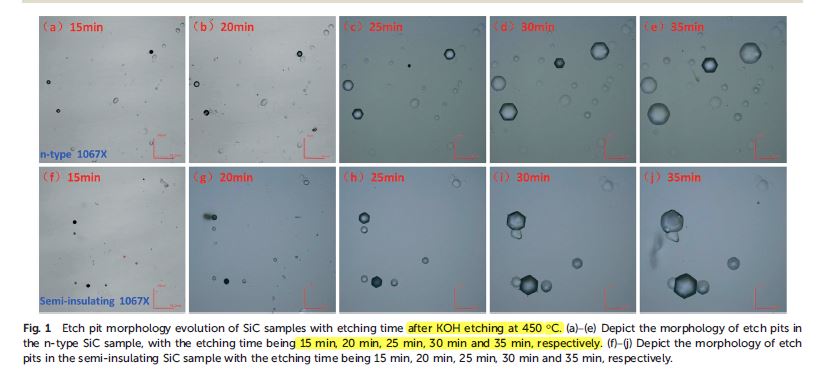 (a) 15min
(b) 20min
(c) 25min
(d) 30min
(e) 35min
n-type 1067X
(f) 15min
(g) 20min
(h) 25min
(i) 30min
(j) 35min
Semi-insulating 1067X
Fig. 1 Etch pit morphology evolution of SiC samples with etching time after KOH etching at 450 °C. (a)–(e) Depict the morphology of etch pits in
the n-type SiC sample, with the etching time being 15 min, 20 min, 25 min, 30 min and 35 min, respectively. (f)–(j) Depict the morphology of etch
pits in the semi-insulating SiC sample with the etching time being 15 min, 20 min, 25 min, 30 min and 35 min, respectively.